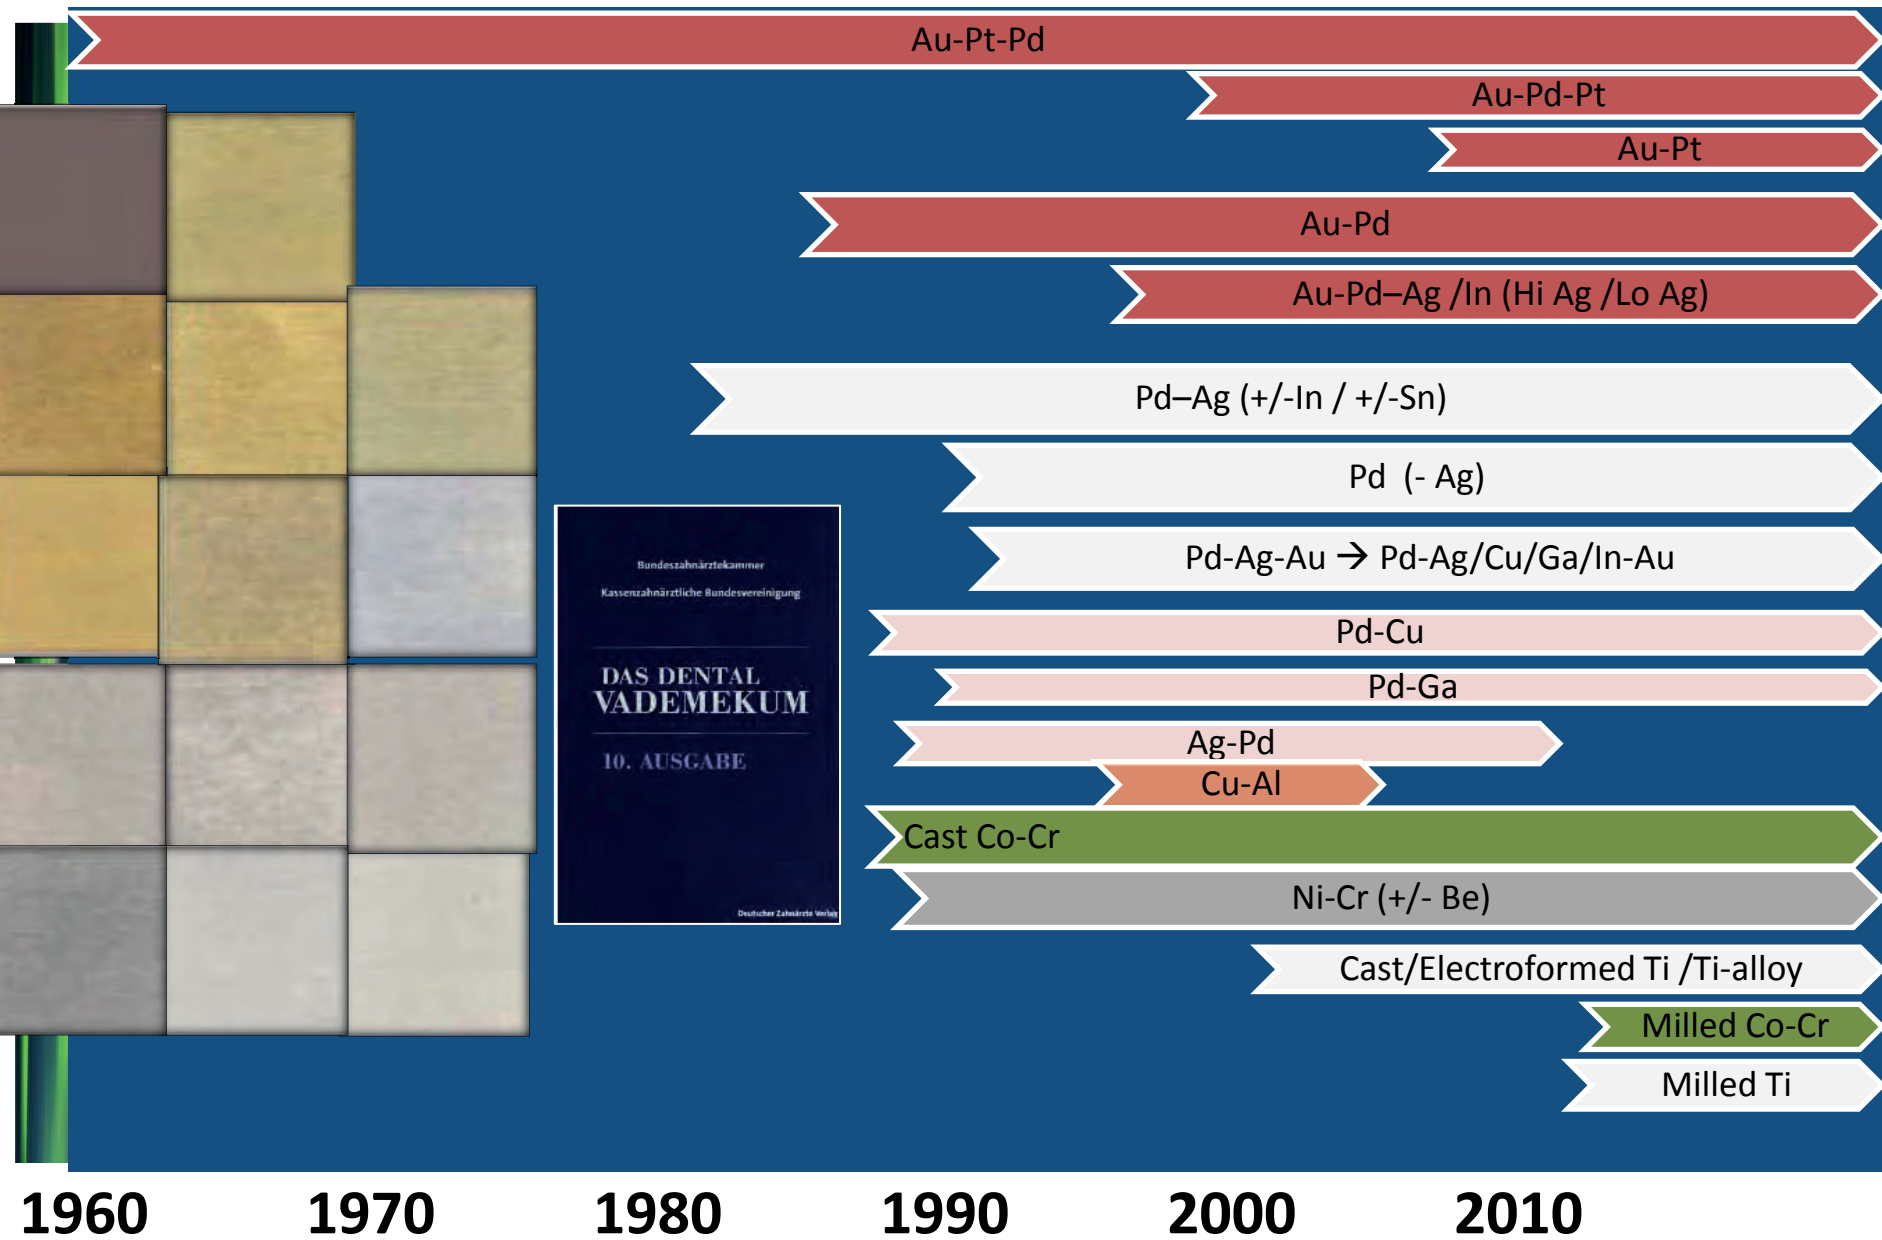 Au-Pt-Pd
Au-Pd-Pt
Au-Pt
Au-Pd
Au-Pd–Ag /In (Hi Ag /Lo Ag)
Pd–Ag (+/-In / +/-Sn)
Pd  (- Ag)
Pd-Ag-Au → Pd-Ag/Cu/Ga/In-Au
Pd-Cu
Pd-Ga
Ag-Pd
Cu-Al
Cast Co-Cr
Ni-Cr (+/- Be)
Cast/Electroformed Ti /Ti-alloy
Milled Co-Cr
Milled Ti
Bundeszahnärztekammer
Kassenzahnärztliche Bundesvereinigung
DAS DENTAL
VADEMEKUM
10. AUSGABE
Deutscher Zahnärzte Verlag
1960 1970 1980 1990 2000 2010